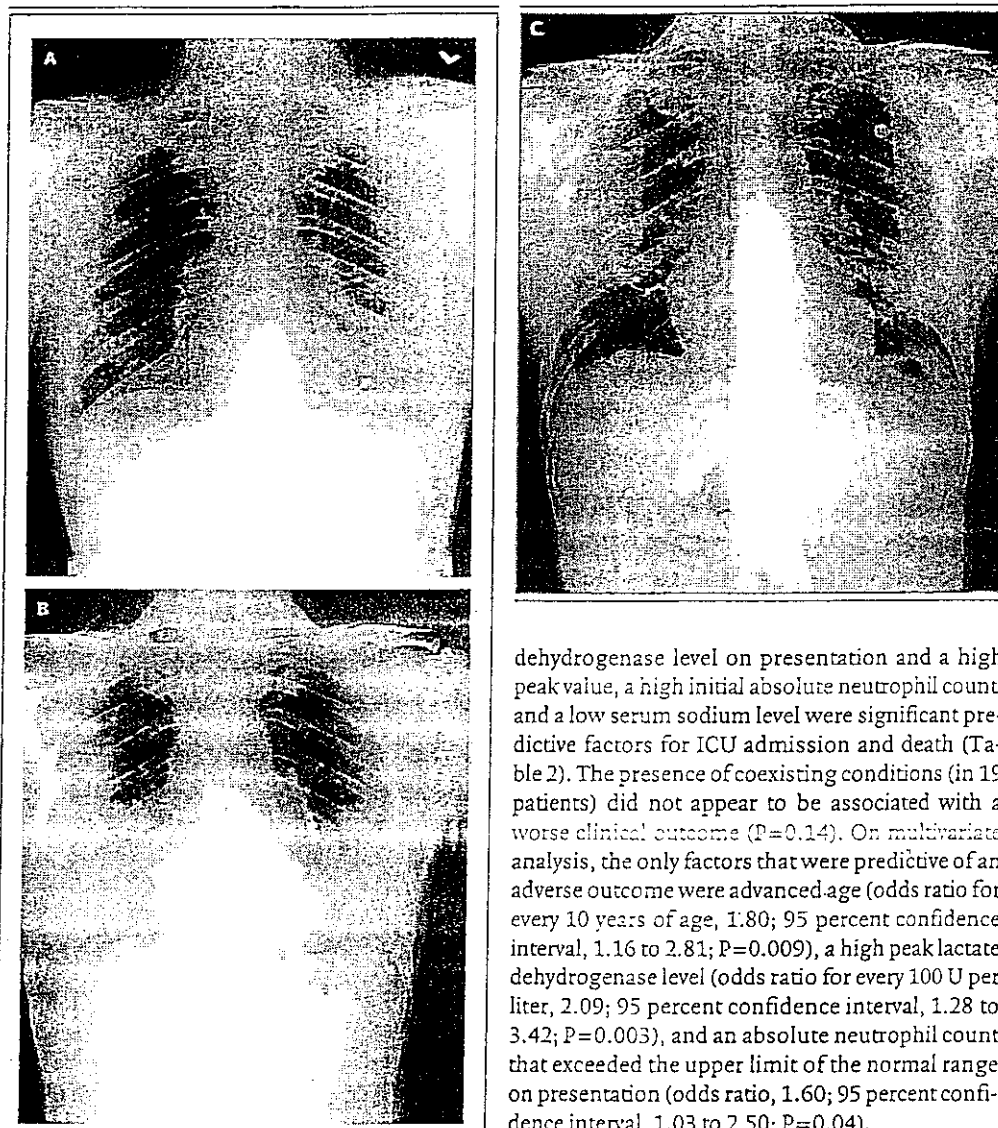 A
C
B
dehydrogenase level on presentation and a high
peak value, a high initial absolute neutrophil count,
and a low serum sodium level were significant pre-
dictive factors for ICU admission and death (Ta-
ble 2). The presence of coexisting conditions (in 19
patients) did not appear to be associated with a
worse clinical outcome (P=0.14). On multivariate
analysis, the only factors that were predictive of an
adverse outcome were advanced age (odds ratio for
every 10 years of age, 1.80; 95 percent confidence
interval, 1.16 to 2.81; P=0.009), a high peak lactate
dehydrogenase level (odds ratio for every 100 U per
liter, 2.09; 95 percent confidence interval, 1.28 to
3.42; P=0.003), and an absolute neutrophil count
that exceeded the upper limit of the normal range
on presentation (odds ratio, 1.60; 95 percent confi-
dence interval, 1.03 to 2.50; P=0.04).